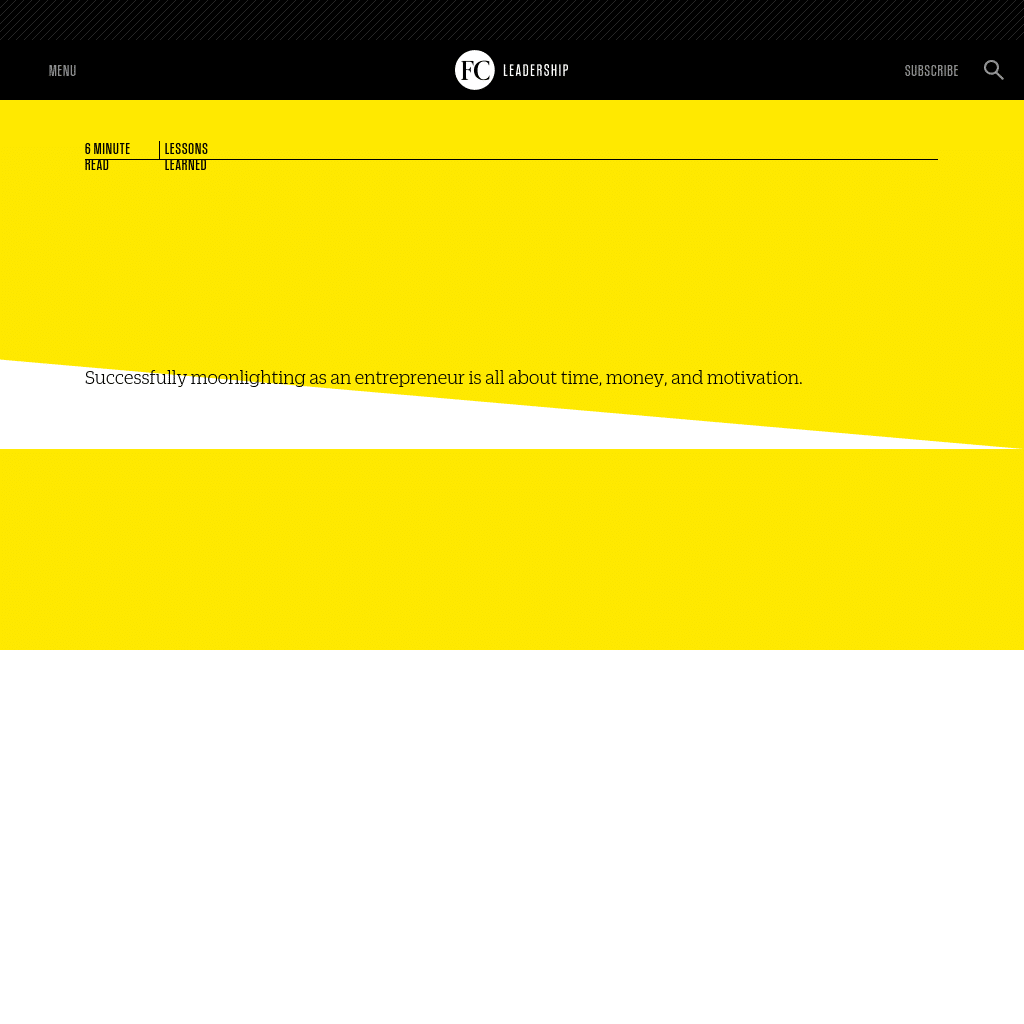 MENU
FC LEADERSHIP
SUBSCRIBE
6 MINUTE
READ
LESSONS
LEARNED
Successfully moonlighting as an entrepreneur is all about time, money, and motivation.